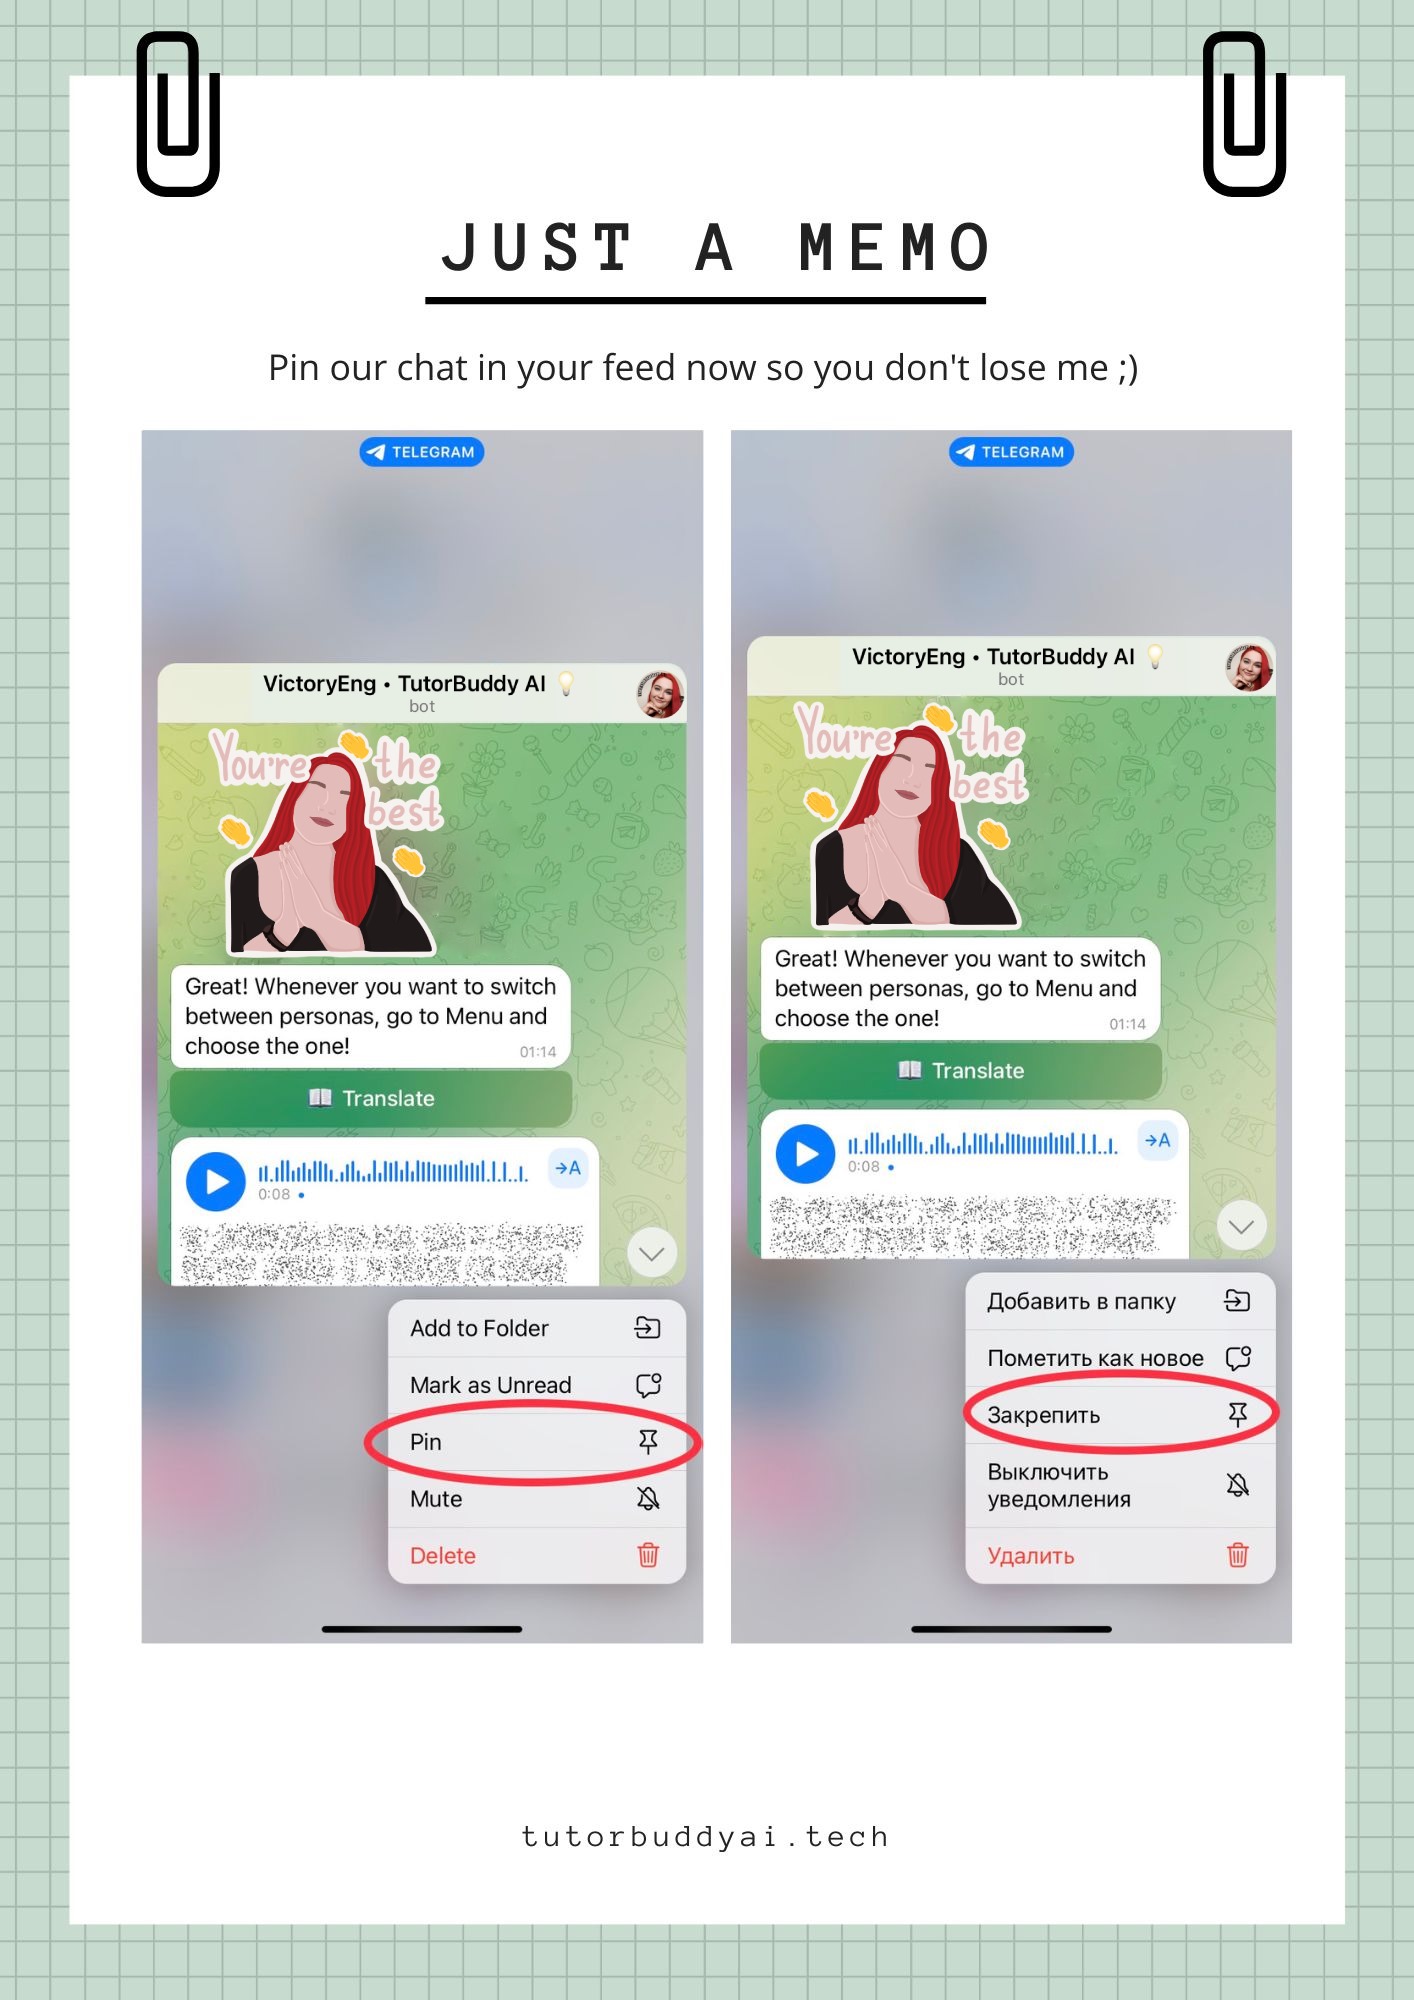 JUST A MEMO
Pin our chat in your feed now so you don't lose me ;)
TELEGRAM
VictoryEng • TutorBuddy AI 💡
bot
You're the
best
Great! Whenever you want to switch
between personas, go to Menu and
choose the one!
01:14
📖 Translate
→A
0:08
Add to Folder
Mark as Unread
Pin
Mute
Delete
TELEGRAM
VictoryEng • TutorBuddy AI 💡
bot
You're the
best
Great! Whenever you want to switch
between personas, go to Menu and
choose the one!
01:14
📖 Translate
→A
0:08
Добавить в папку
Пометить как новое
Закрепить
Выключить
уведомления
Удалить
tutorbuddyai.tech